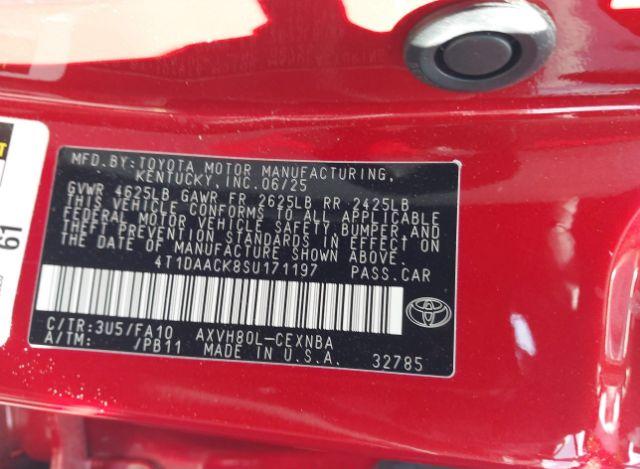 MFD.BY:TOYOTA MOTOR MANUFACTURING,
KENTUCKY, INC.06/25
GVWR 4625LB GAWR FR 2625LB RR 2425LB
THIS VEHICLE CONFORMS TO ALL APPLICABLE
FEDERAL MOTOR VEHICLE SAFETY,BUMPER AND
THEFT PREVENTION STANDARDS IN EFFECT ON
THE DATE OF MANUFACTURE SHOWN ABOVE.
4T1DAACK8SU171197 PASS.CAR
C/TR:3U5/FA10 AXVH80L-CEXNBA
A/TM: /PB11 MADE IN U.S.A. 32785
61